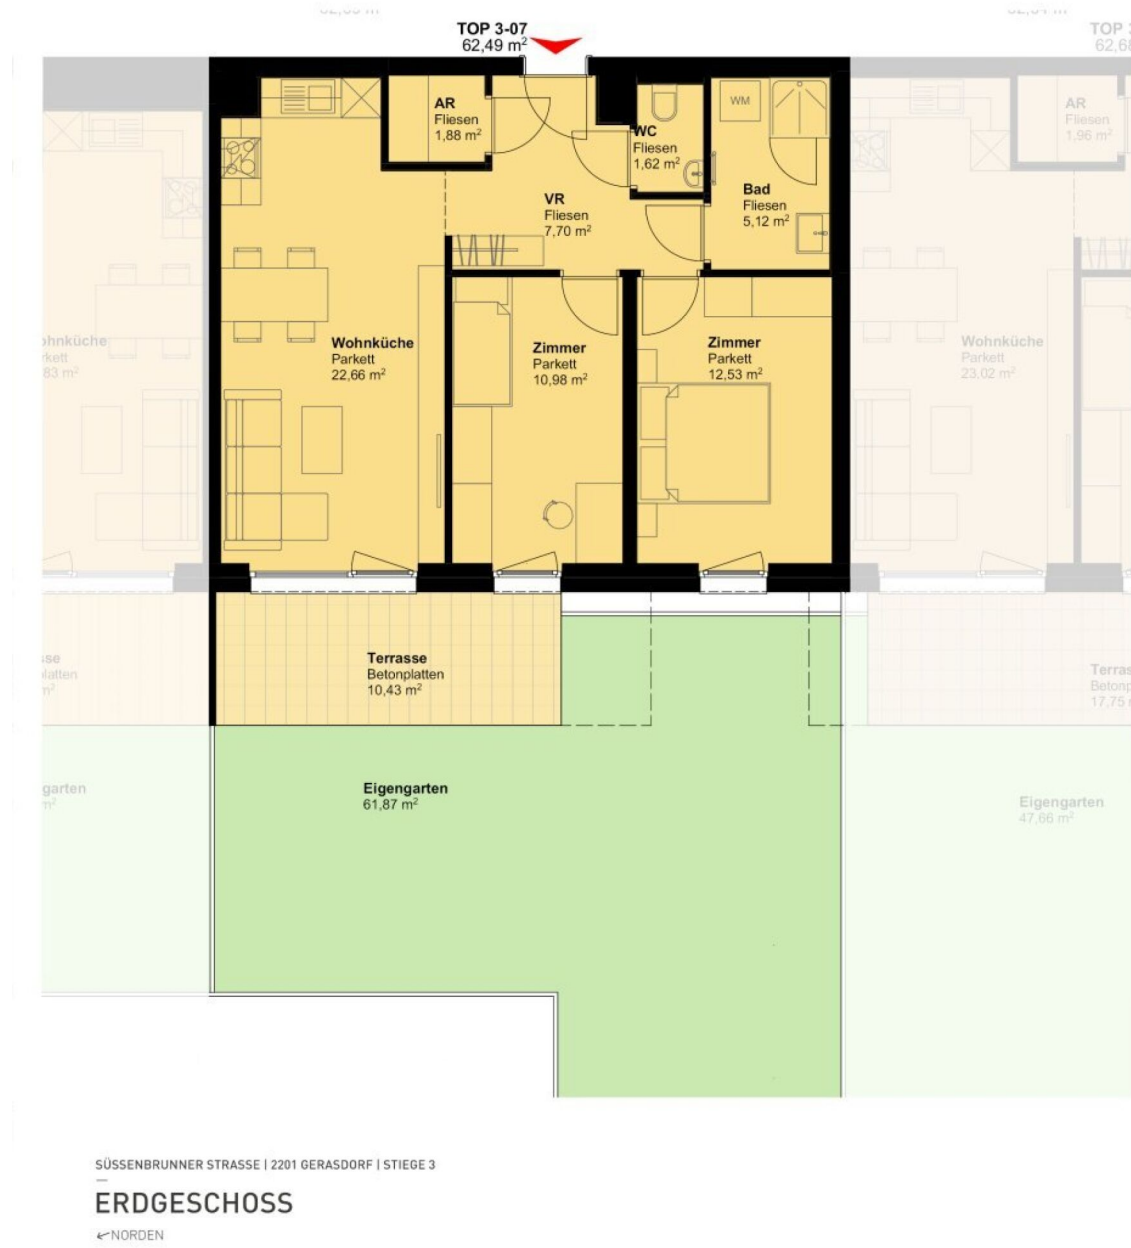 TOP 3-07
62,49 m²
TOP
AR
Fliesen
1,88 m²
WC
Fliesen
1,62 m²
WM
Bad
Fliesen
5,12 m²
VR
Fliesen
7,70 m²
AR
Fliesen
1,96 m²
Wohnküche
Parkett
22,66 m²
Zimmer
Parkett
10,98 m²
Zimmer
Parkett
12,53 m²
Wohnküche
Parkett
23,02 m²
Terrasse
Betonplatten
10,43 m²
17,75
Eigengarten
61,87 m²
Eigengarten
47,66 m²
SÜSSENBRUNNER STRASSE | 2201 GERASDORF | STIEGE 3
ERDGESCHOSS
NORDEN